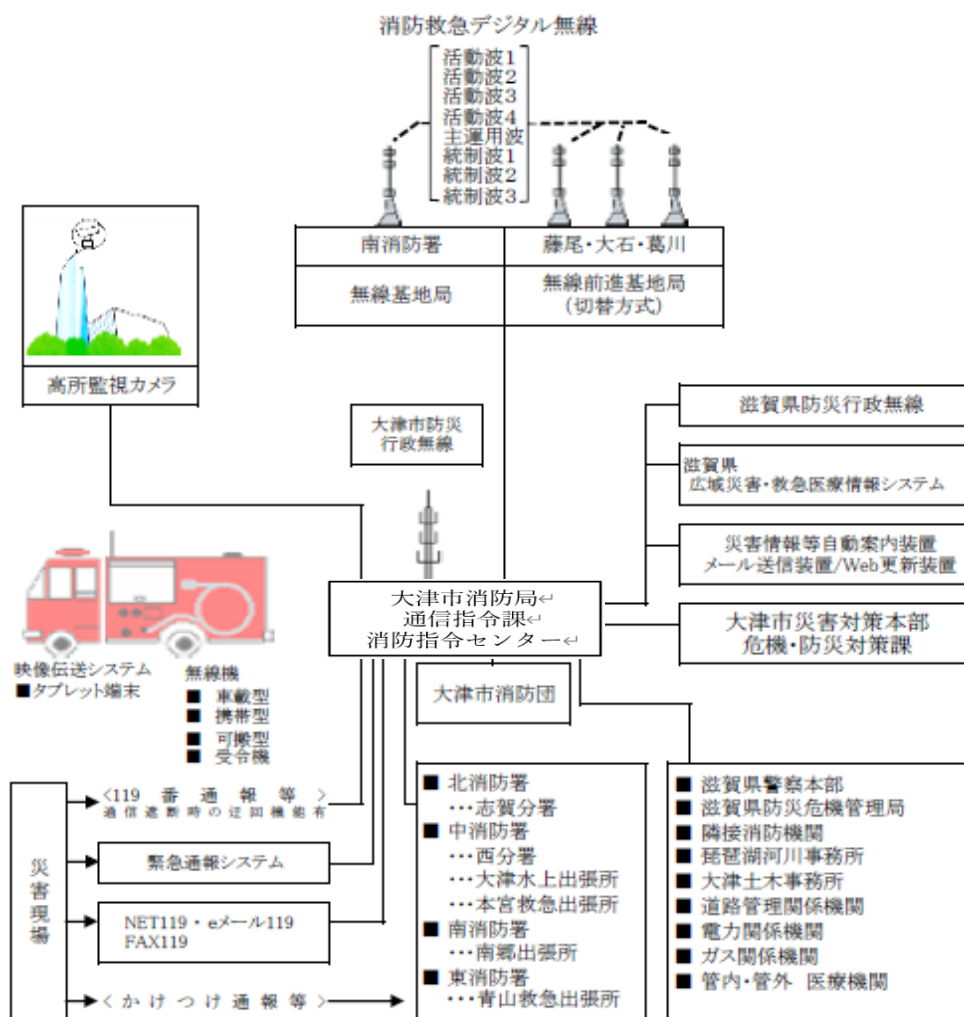 消防救急デジタル無線
活動波1
活動波2
活動波3
活動波4
主運用波
統制波1
統制波2
統制波3
南消防署
藤尾・大石・葛川
無線基地局
無線前進基地局
(切替方式)
高所監視カメラ
大津市防災
行政無線
滋賀県防災行政無線
滋賀県
広域災害・救急医療情報システム
災害情報等自動案内装置
メール送信装置/Web更新装置
大津市消防局↵
通信指令課↵
消防指令センター↵
大津市災害対策本部
危機・防災対策課
映像伝送システム
■タブレット端末
無線機
■ 車載型
■ 携帯型
■ 可搬型
■ 受令機
大津市消防団
災害現場
<119番通報等>
通信遮断時の迂回機能有
緊急通報システム
NET119・eメール119
FAX119
<かけつけ通報等>
■ 北消防署
…志賀分署
■ 中消防署
…西分署
…大津水上出張所
…本宮救急出張所
■ 南消防署
…南郷出張所
■ 東消防署
…青山救急出張所
■ 滋賀県警察本部
■ 滋賀県防災危機管理局
■ 隣接消防機関
■ 琵琶湖河川事務所
■ 大津土木事務所
■ 道路管理関係機関
■ 電力関係機関
■ ガス関係機関
■ 管内・管外 医療機関